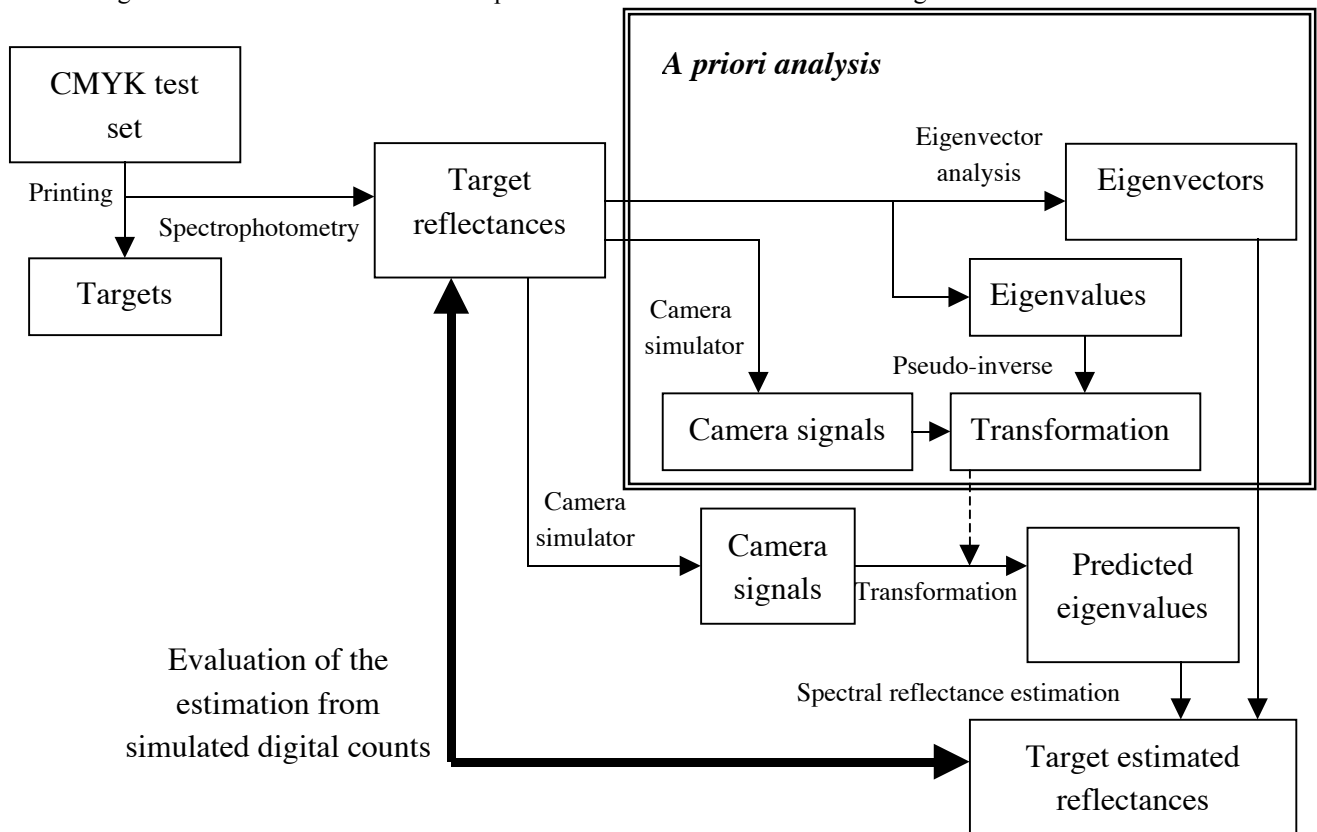 A priori analysis
CMYK test
set
Printing
Spectrophotometry
Targets
Target
reflectances
Eigenvector
analysis
Eigenvectors
Eigenvalues
Camera
simulator
Pseudo-inverse
Camera signals
Transformation
Camera
simulator
Camera
signals
Transformation
Predicted
eigenvalues
Evaluation of the
estimation from
simulated digital counts
Spectral reflectance estimation
Target estimated
reflectances